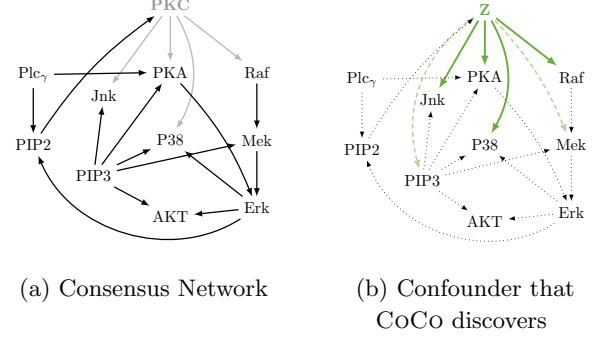 PKC
Plcγ
PKA
Raf
Jnk
PIP2
P38
Mek
PIP3
AKT
Erk
(a) Consensus Network
Z
Plcγ
PKA
Raf
Jnk
PIP2
P38
Mek
PIP3
AKT
Erk
(b) Confounder that
COCO discovers